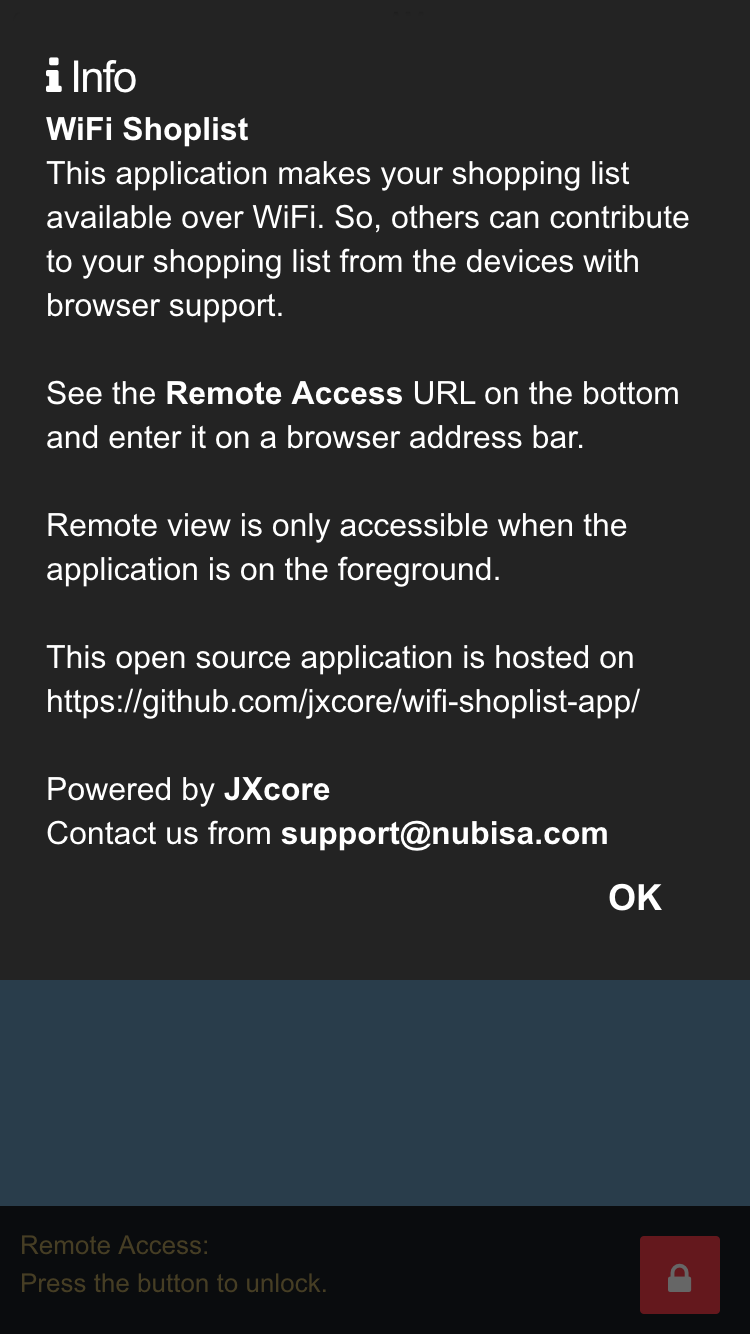 Info
WiFi Shoplist
This application makes your shopping list
available over WiFi. So, others can contribute
to your shopping list from the devices with
browser support.
See the Remote Access URL on the bottom
and enter it on a browser address bar.
Remote view is only accessible when the
application is on the foreground.
This open source application is hosted on
https://github.com/jxcore/wifi-shoplist-app/
Powered by JXcore
Contact us from support@nubisa.com
OK
Remote Access:
Press the button to unlock.